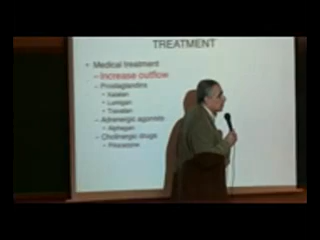 TREATMENT
• Medical treatment
–Increase outflow
–Prostaglandins
• Xalatan
• Lumigan
• Travatan
–Adrenergic agonists
• Alphagan
–Cholinergic drugs
• Pilocarpine